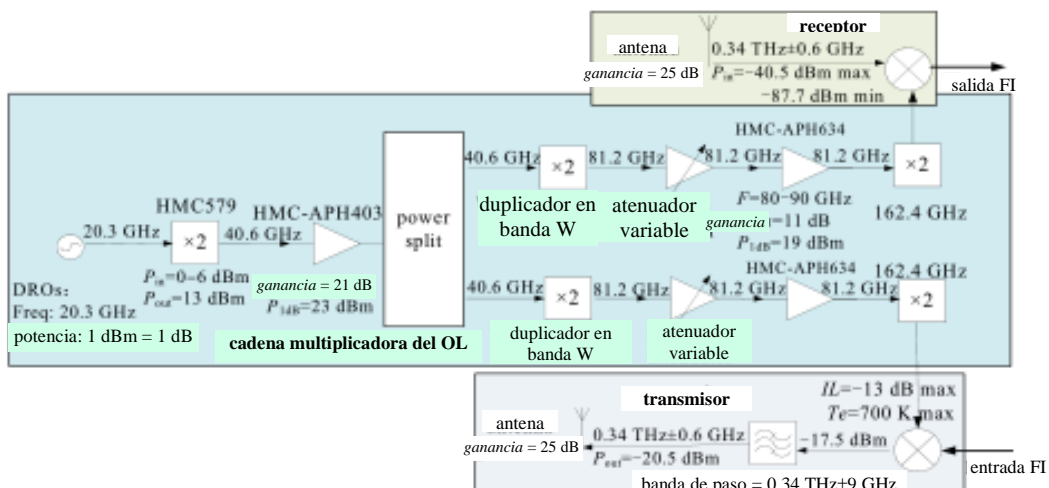 receptor
antena
ganancia = 25 dB
0.34 THz±0.6 GHz
P_in=−40.5 dBm max
−87.7 dBm min
salida FI
HMC-APH634
40.6 GHz
×2
81.2 GHz
81.2 GHz
81.2 GHz
×2
duplicador en
banda W
atenuador
variable
F=80–90 GHz
ganancia =11 dB
P_1dB=19 dBm
162.4 GHz
HMC579
HMC-APH403
power
split
20.3 GHz
×2
40.6 GHz
P_in=0–6 dBm
P_out=13 dBm
ganancia = 21 dB
P_1dB=23 dBm
DROs:
Freq: 20.3 GHz
potencia: 1 dBm = 1 dB
cadena multiplicadora del OL
HMC-APH634
162.4 GHz
40.6 GHz
×2
81.2 GHz
81.2 GHz
81.2 GHz
×2
duplicador en
banda W
atenuador
variable
transmisor
IL=−13 dB max
Te=700 K max
antena
ganancia = 25 dB
0.34 THz±0.6 GHz
P_out=−20.5 dBm
−17.5 dBm
entrada FI
banda de paso = 0.34 THz±9 GHz